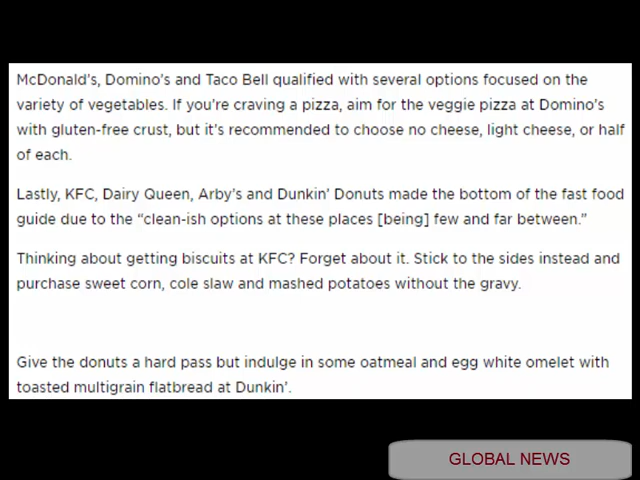 McDonald's, Domino's and Taco Bell qualified with several options focused on the
variety of vegetables. If you're craving a pizza, aim for the veggie pizza at Domino's
with gluten-free crust, but it's recommended to choose no cheese, light cheese, or half
of each.
Lastly, KFC, Dairy Queen, Arby's and Dunkin' Donuts made the bottom of the fast food
guide due to the “clean-ish options at these places [being] few and far between.”
Thinking about getting biscuits at KFC? Forget about it. Stick to the sides instead and
purchase sweet corn, cole slaw and mashed potatoes without the gravy.
Give the donuts a hard pass but indulge in some oatmeal and egg white omelet with
toasted multigrain flatbread at Dunkin'.
GLOBAL NEWS